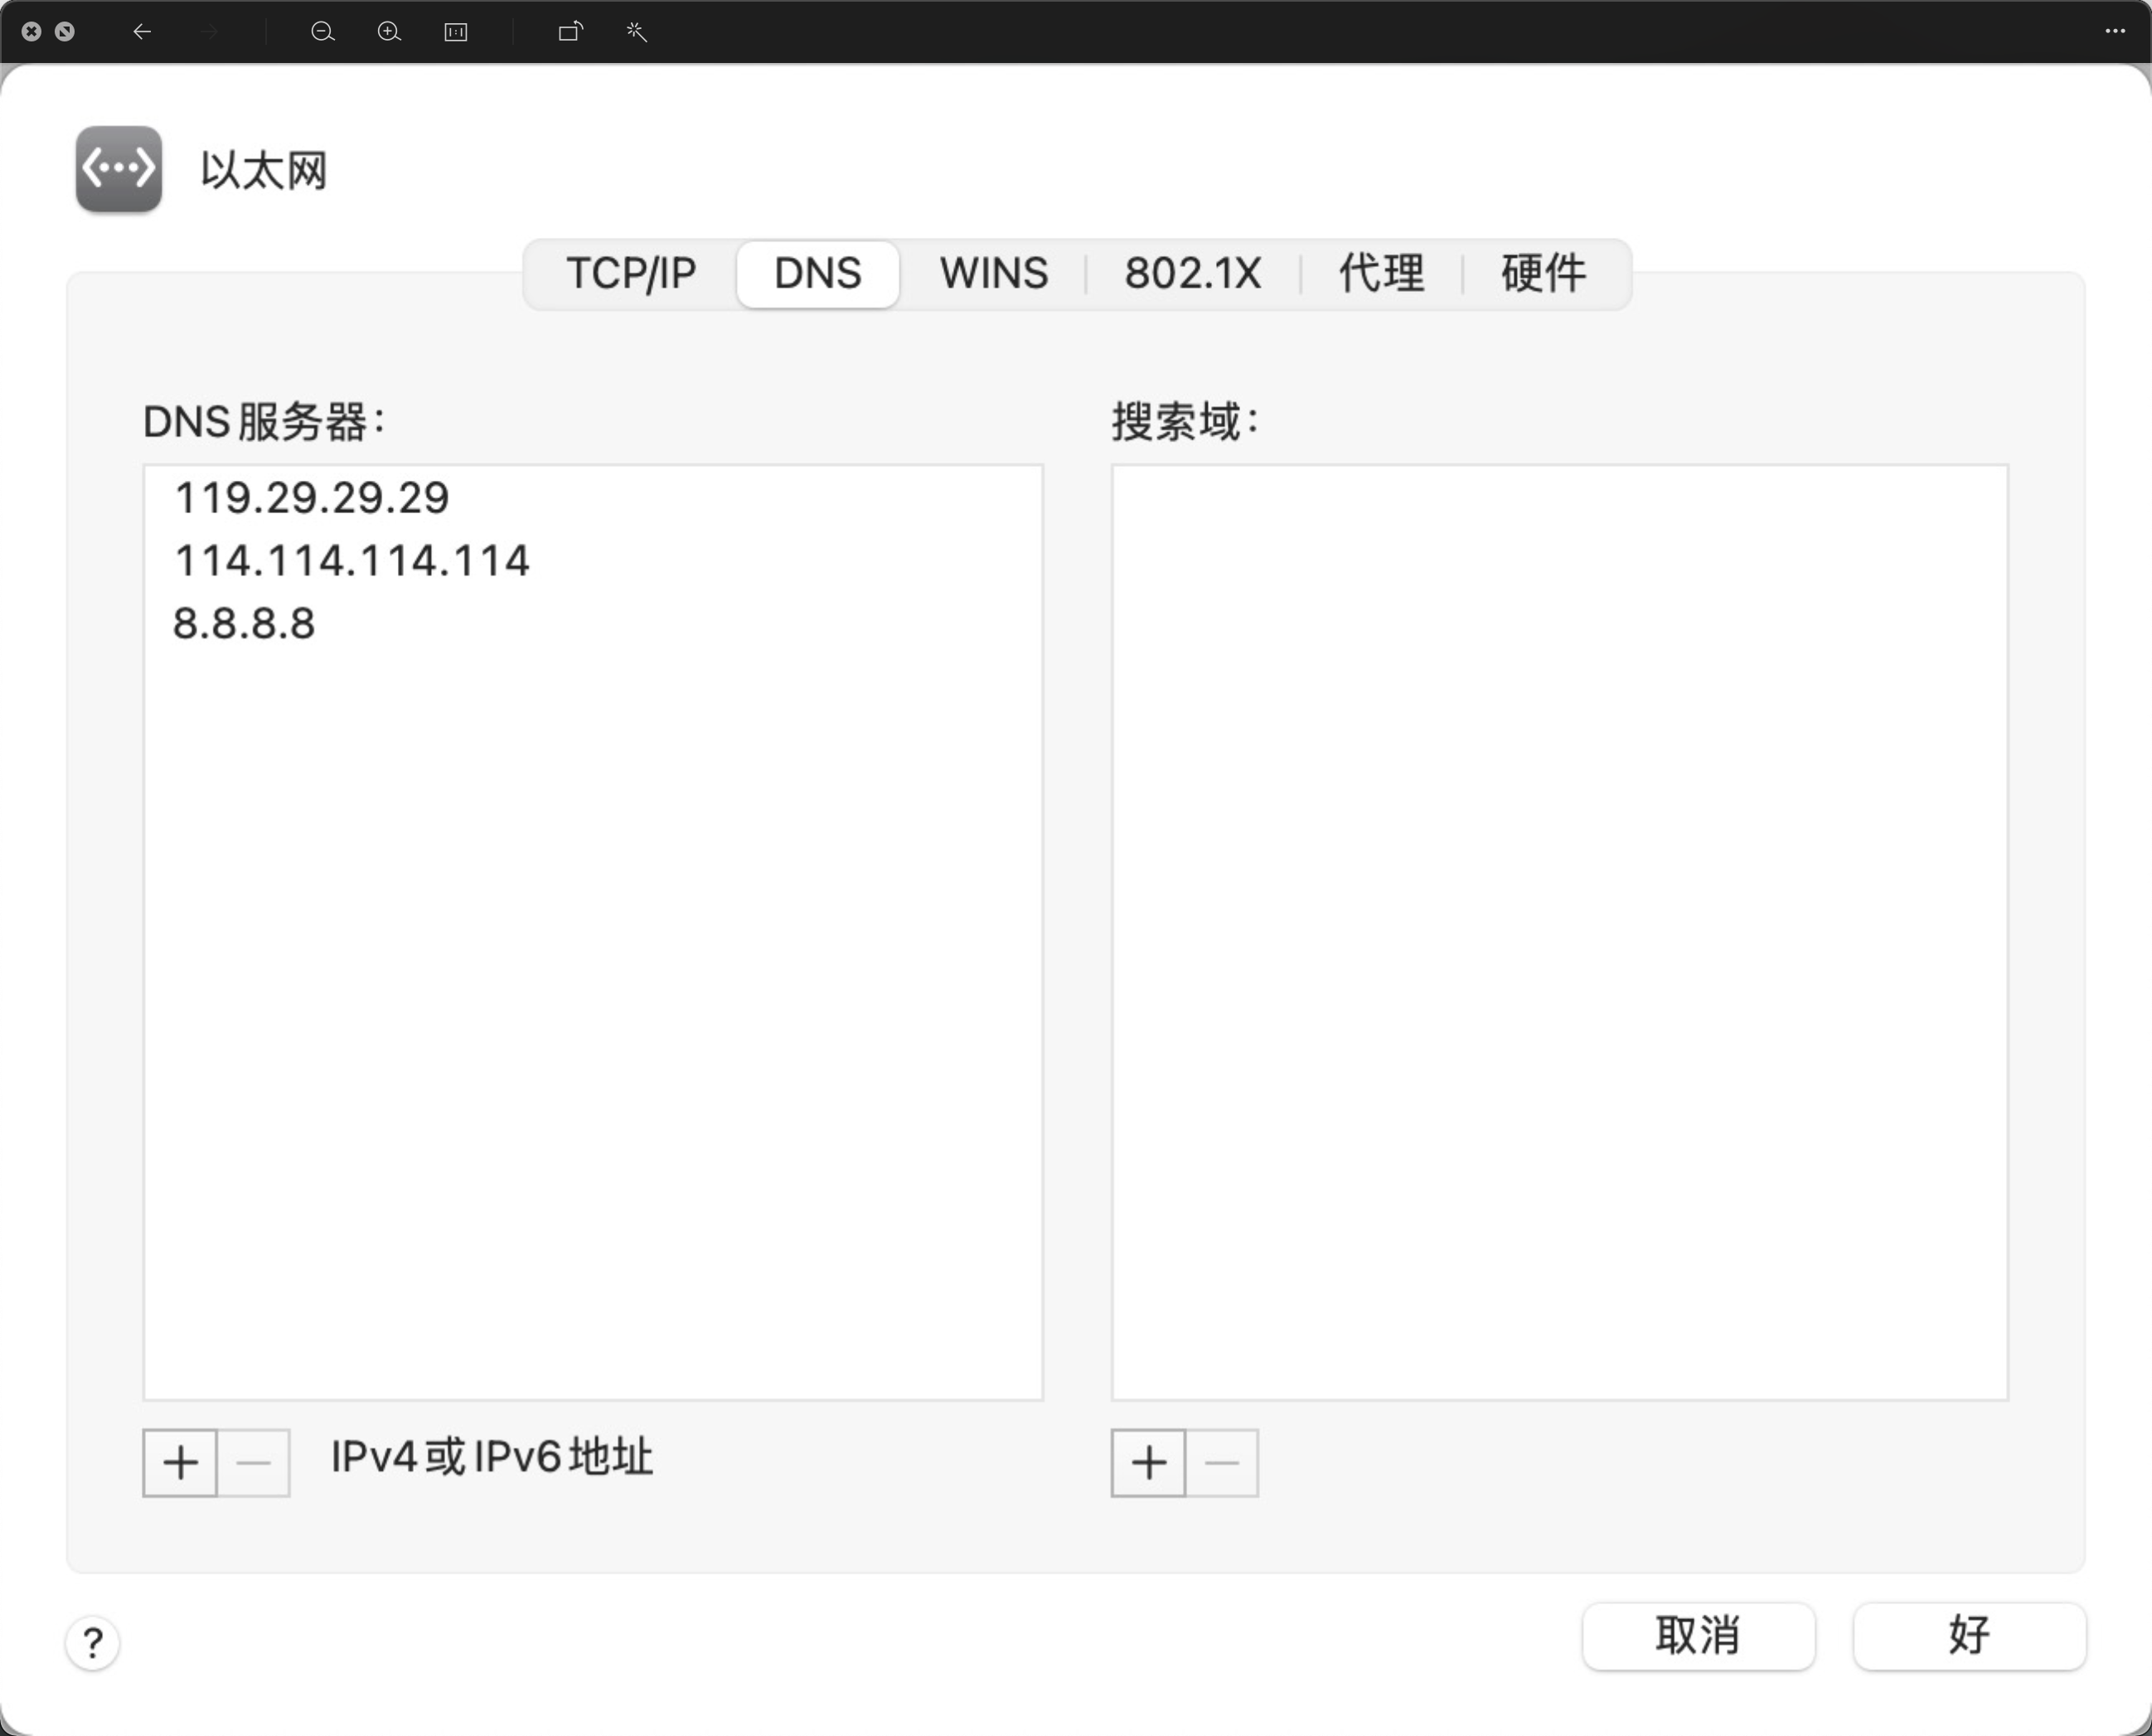 以太网
TCP/IP DNS WINS 802.1X 代理 硬件
DNS 服务器：
119.29.29.29
114.114.114.114
8.8.8.8
搜索域：
IPv4 或 IPv6 地址
? 取消 好